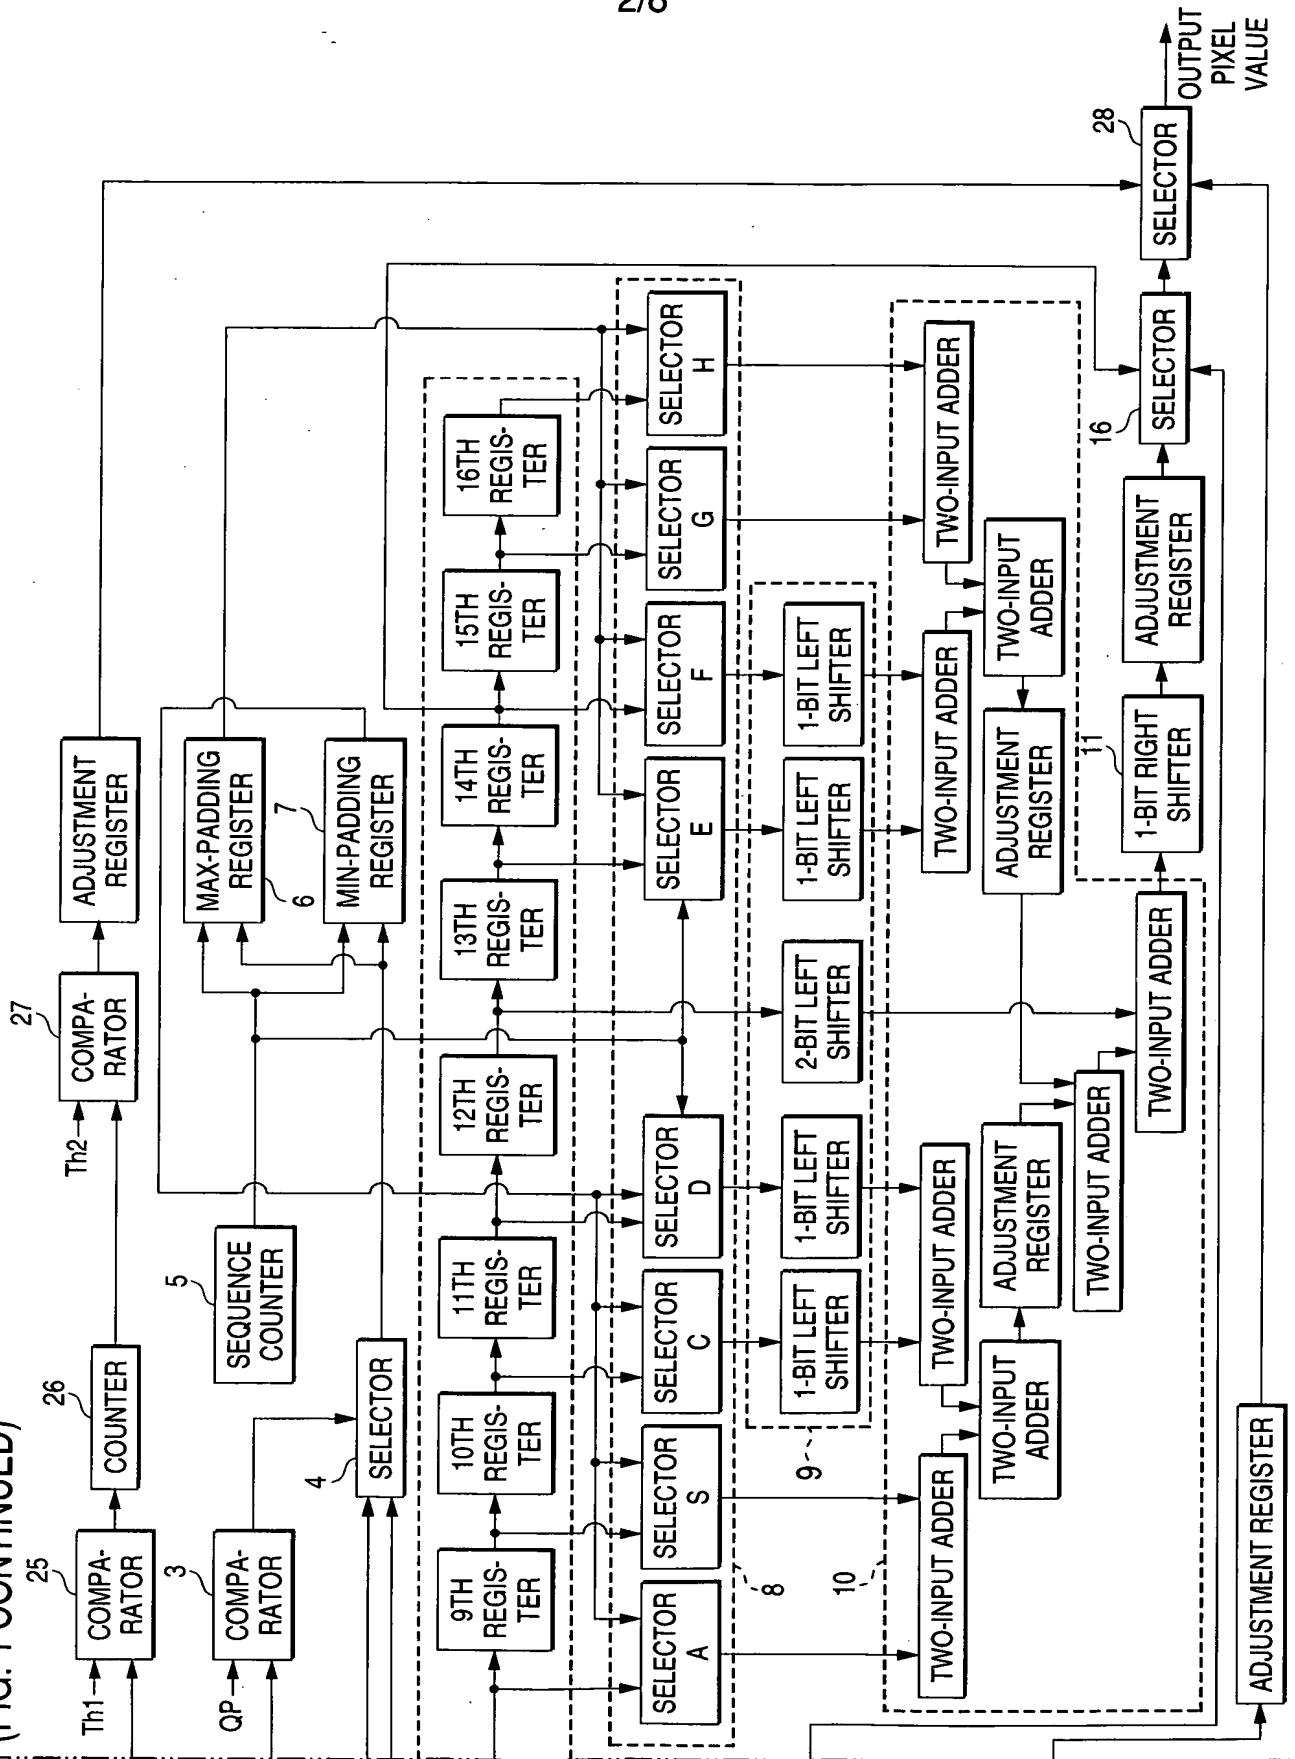 2/8
(FIG. 1 CONTINUED)
Th1
25
COMPA-
RATOR
26
COUNTER
Th2
27
COMPA-
RATOR
ADJUSTMENT
REGISTER
QP
3
COMPA-
RATOR
4
SELECTOR
5
SEQUENCE
COUNTER
MAX-PADDING
REGISTER
6
7
MIN-PADDING
REGISTER
9TH
REGIS-
TER
10TH
REGIS-
TER
11TH
REGIS-
TER
12TH
REGIS-
TER
13TH
REGIS-
TER
14TH
REGIS-
TER
15TH
REGIS-
TER
16TH
REGIS-
TER
SELECTOR
A
SELECTOR
S
SELECTOR
C
SELECTOR
D
SELECTOR
E
SELECTOR
F
SELECTOR
G
SELECTOR
H
8
9
1-BIT LEFT
SHIFTER
1-BIT LEFT
SHIFTER
2-BIT LEFT
SHIFTER
1-BIT LEFT
SHIFTER
1-BIT LEFT
SHIFTER
10
TWO-INPUT ADDER
TWO-INPUT ADDER
TWO-INPUT ADDER
TWO-INPUT ADDER
TWO-INPUT
ADDER
ADJUSTMENT
REGISTER
ADJUSTMENT
REGISTER
TWO-INPUT
ADDER
TWO-INPUT ADDER
TWO-INPUT ADDER
11
1-BIT RIGHT
SHIFTER
ADJUSTMENT
REGISTER
16
SELECTOR
28
SELECTOR
OUTPUT
PIXEL
VALUE
ADJUSTMENT REGISTER